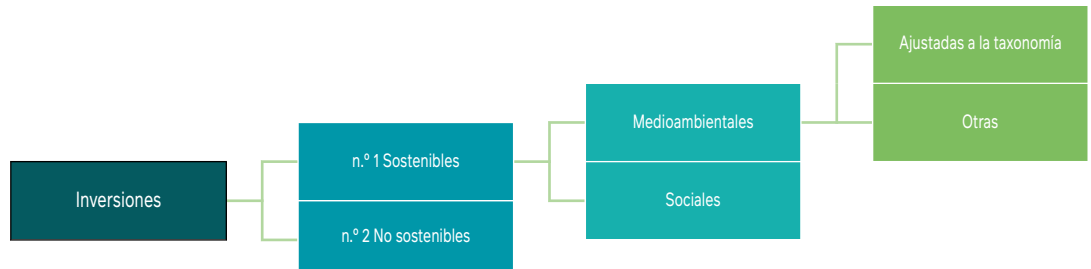 Inversiones
n.º 1 Sostenibles
n.º 2 No sostenibles
Medioambientales
Sociales
Ajustadas a la taxonomía
Otras